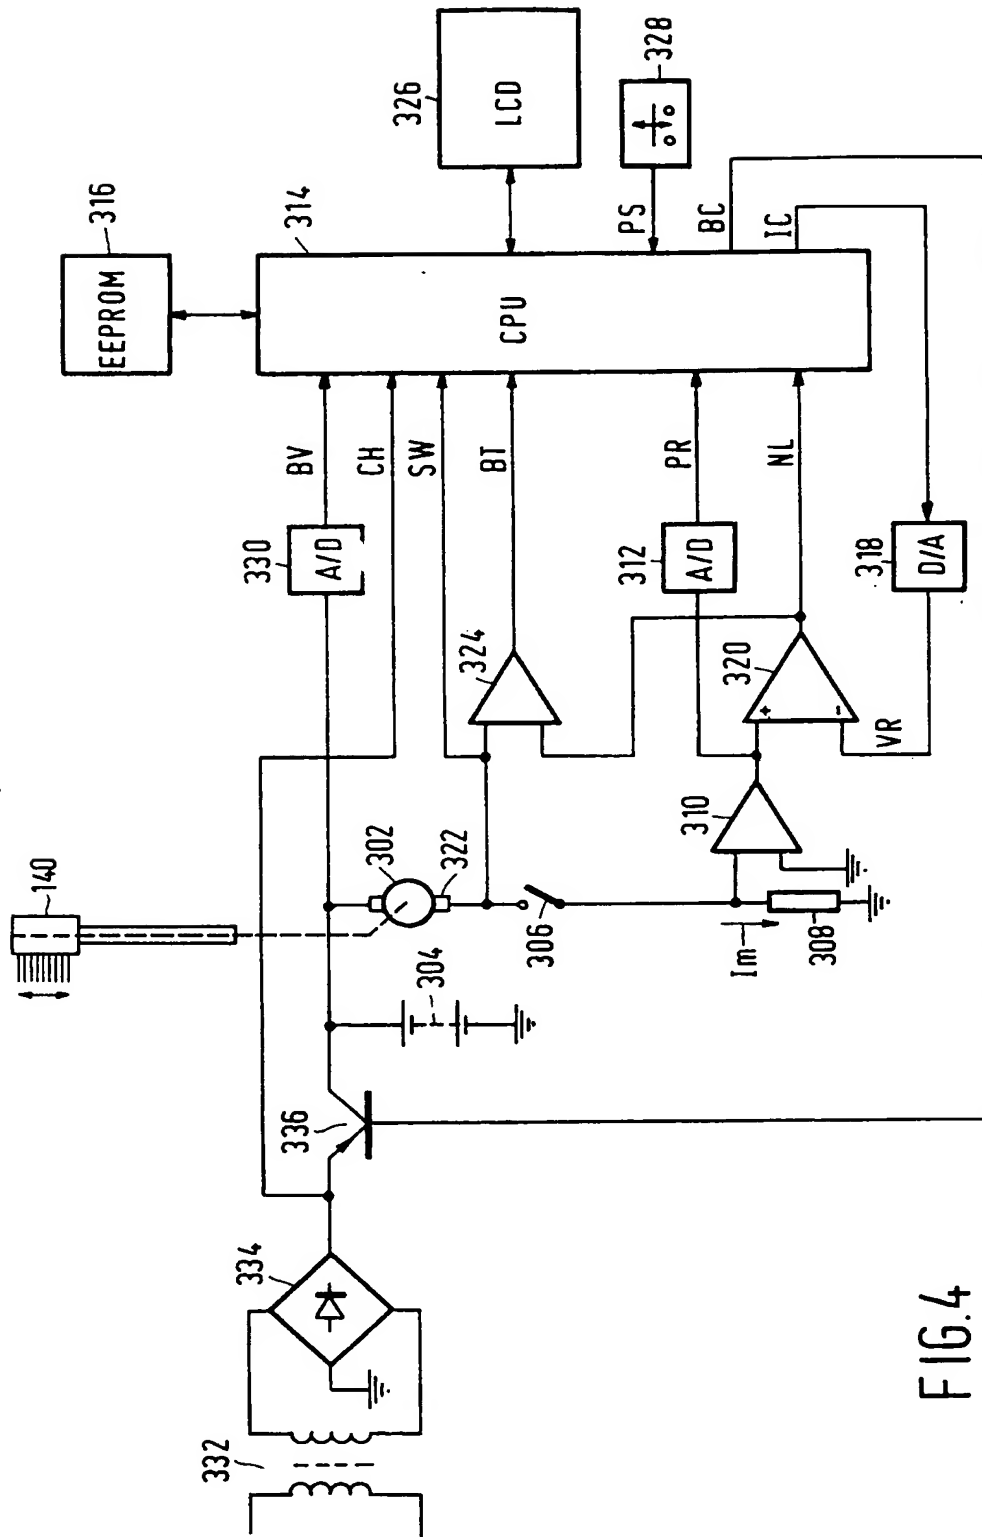 140
316
EEPROM
314
CPU
326
LCD
328
PS
BC
IC
BV
CH
SW
BT
PR
NL
330
A/D
312
A/D
318
D/A
324
320
+
-
VR
310
302
322
306
Im
308
304
336
334
332
FIG.4